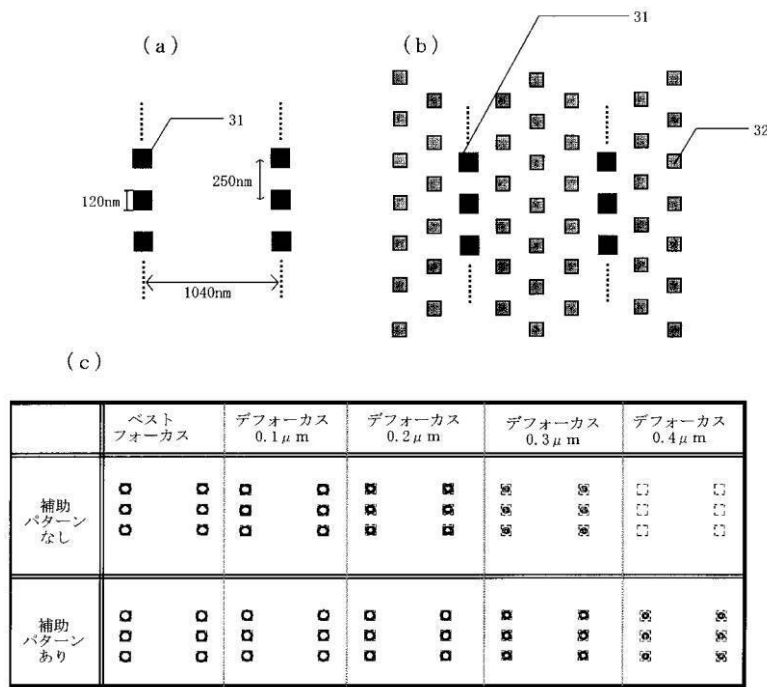 (a)
31
250nm
120nm
1040nm
(b)
31
32
(c)
ベスト
フォーカス
デフォーカス
0.1μm
デフォーカス
0.2μm
デフォーカス
0.3μm
デフォーカス
0.4μm
補助
パターン
なし
補助
パターン
あり